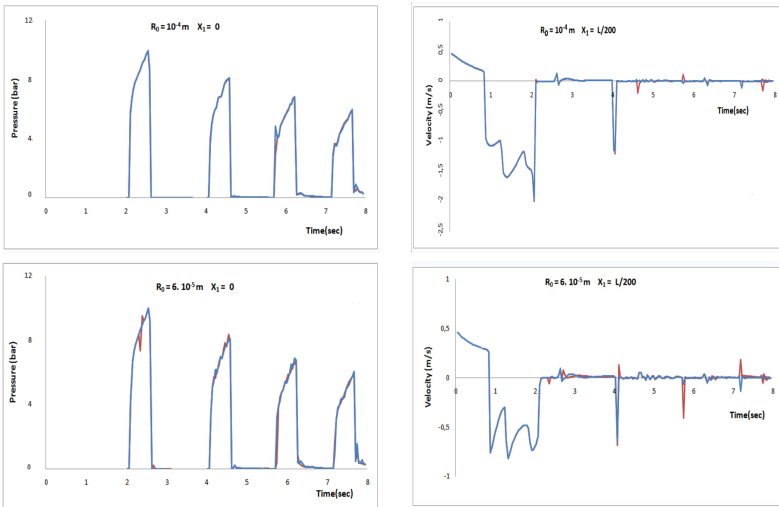 R0 = 10-4 m X1 = 0
Pressure (bar)
12
8
4
0
0 1 2 3 4 5 6 7 8
Time(sec)
R0 = 10-4 m X1 = L/200
Velocity (m/s)
1
0,5
0
-0,5
-1
-1,5
-2
-2,5
0 1 2 3 4 5 6 7 8
Time(sec)
R0 = 6. 10-5 m X1 = 0
Pressure (bar)
12
8
4
0
0 1 2 3 4 5 6 7 8
Time(sec)
R0 = 6. 10-5 m X1 = L/200
Velocity (m/s)
1
0,5
0
-0,5
-1
0 1 2 3 4 5 6 7 8
Time(sec)